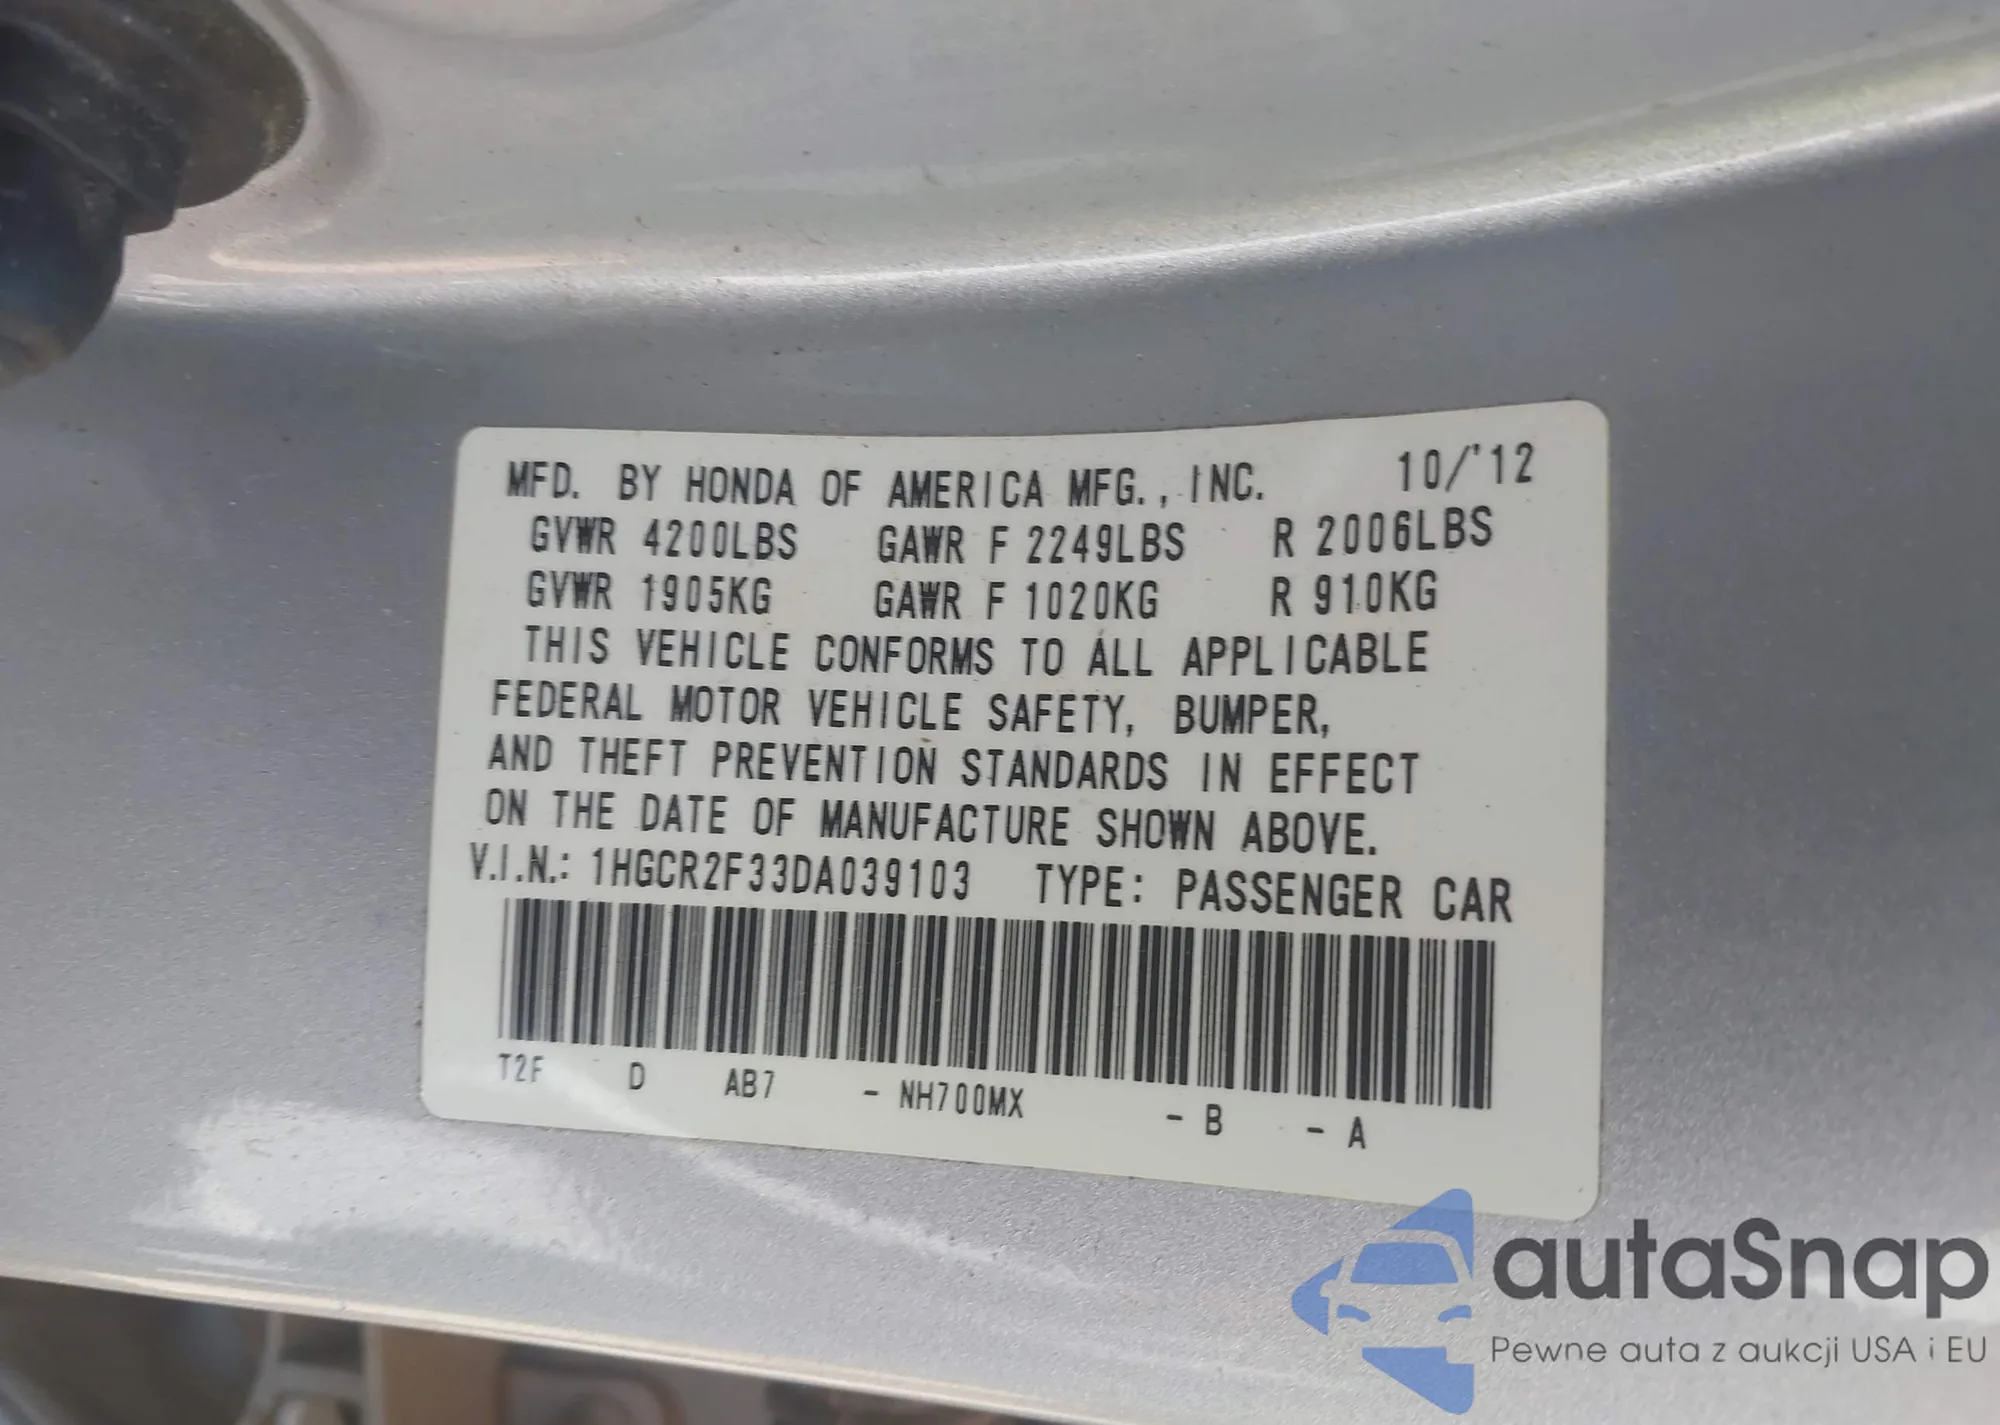 MFD. BY HONDA OF AMERICA MFG., INC. 10/'12
GVWR 4200LBS GAWR F 2249LBS R 2006LBS
GVWR 1905KG GAWR F 1020KG R 910KG
THIS VEHICLE CONFORMS TO ALL APPLICABLE
FEDERAL MOTOR VEHICLE SAFETY, BUMPER,
AND THEFT PREVENTION STANDARDS IN EFFECT
ON THE DATE OF MANUFACTURE SHOWN ABOVE.
V.I.N.: 1HGCR2F33DA039103 TYPE: PASSENGER CAR
T2F D AB7 - NH700MX - B - A
autaSnap
Pewne auta z aukcji USA i EU